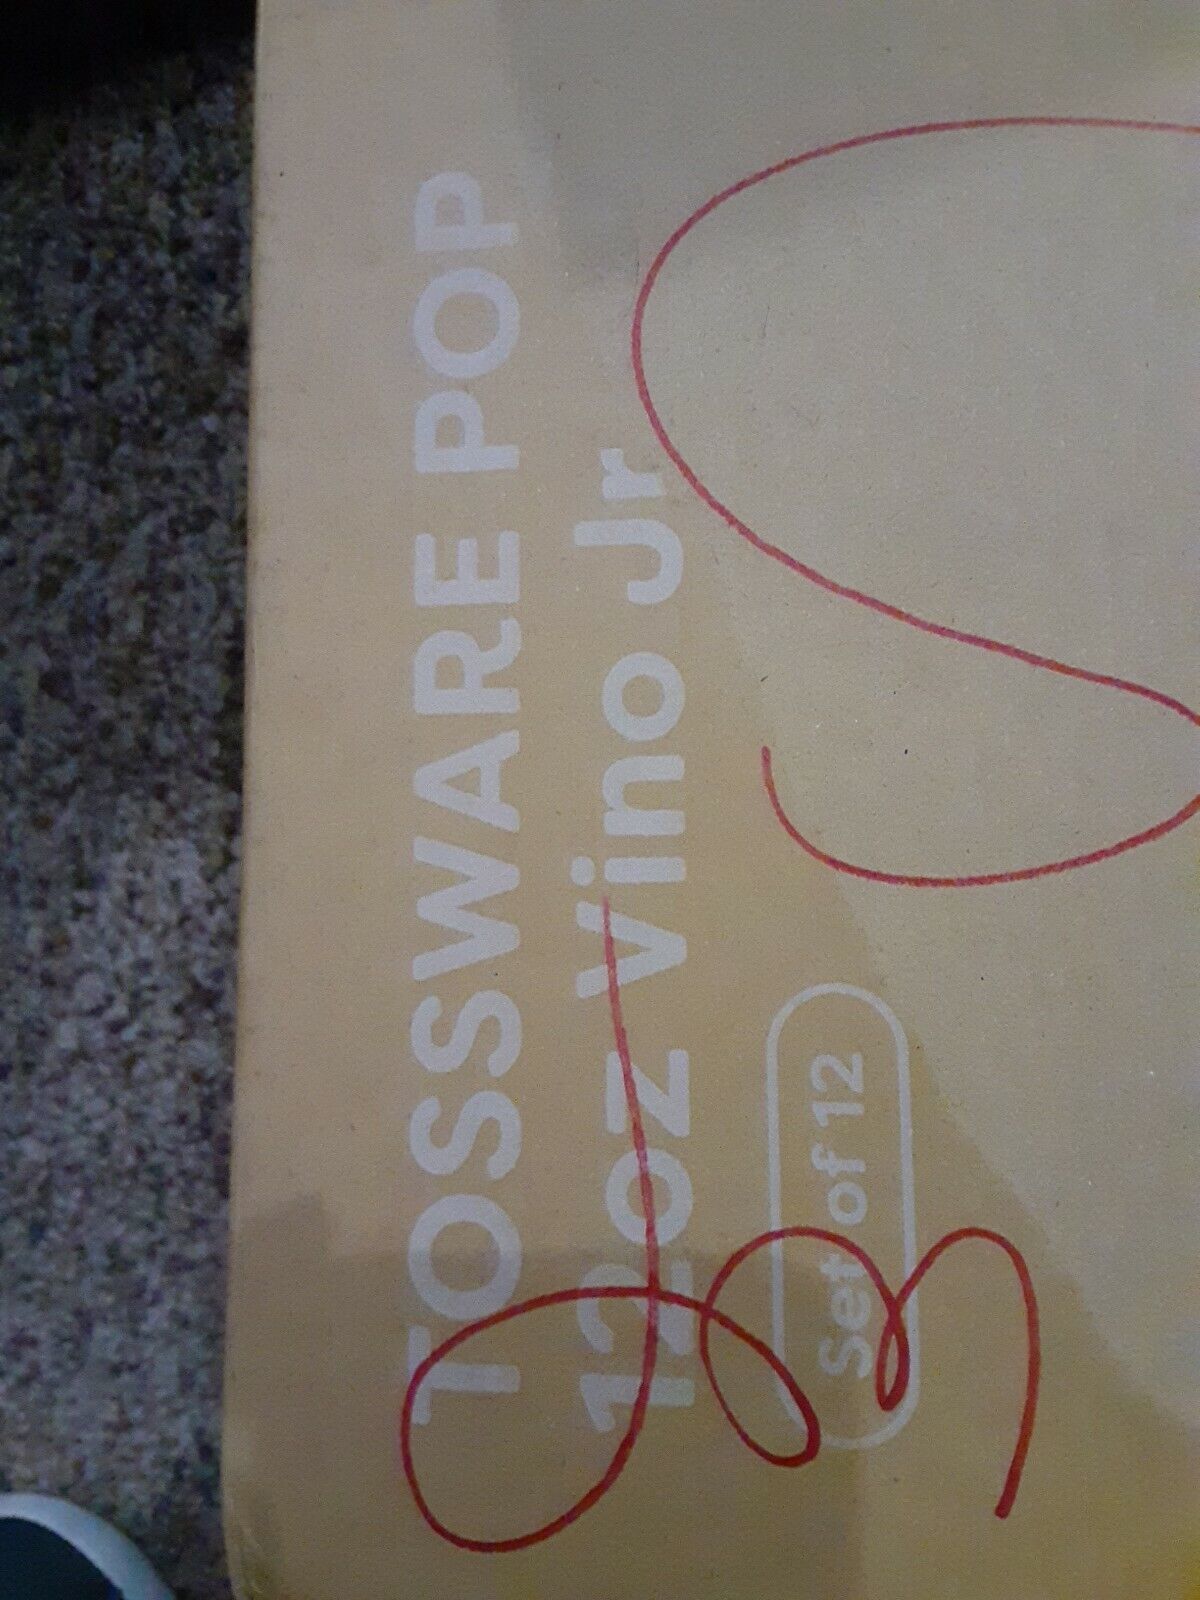 TOSSWARE POP
12oz Vino Jr
Set of 12